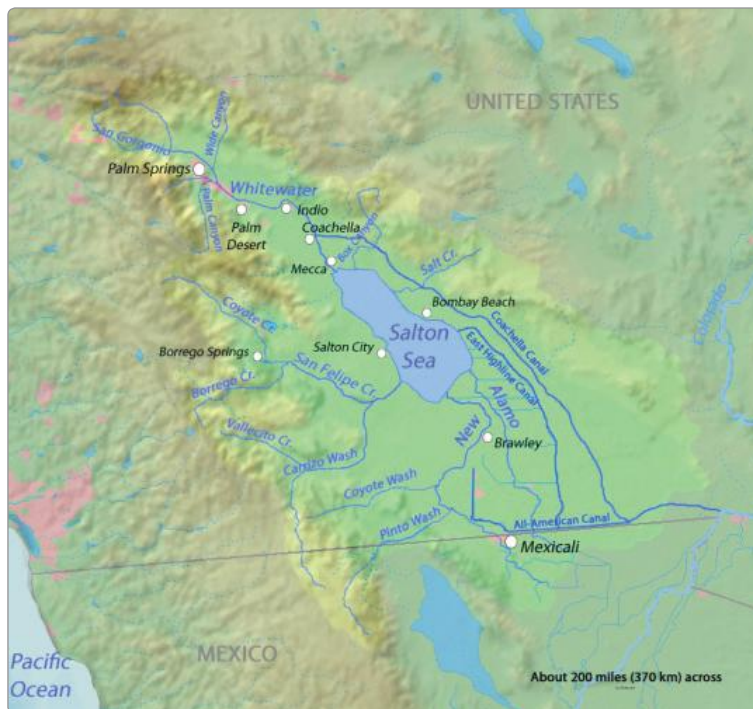 UNITED STATES
San Gorgonio
Wide Canyon
Palm Springs
Whitewater
Palm Canyon
Indio
Palm
Desert
Coachella
Box Canyon
Mecca
Salt Cr.
Colorado
Bombay Beach
Coyote Cr.
Salton
Sea
Coachella Canal
East Highline Canal
Salton City
Borrego Springs
San Felipe Cr.
Borrego Cr.
Alamo
New
Vallecito Cr.
Brawley
Carrizo Wash
Coyote Wash
Pinto Wash
All-American Canal
Mexicali
MEXICO
Pacific
Ocean
About 200 miles (370 km) across